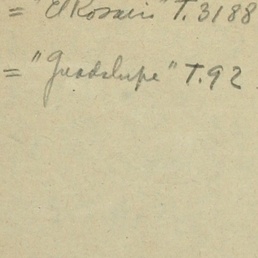 = "El Rosario" T. 3188
= "Guadalupe" T. 92